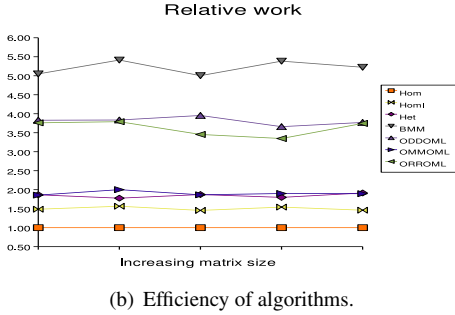 Relative work
6.00
5.50
5.00
4.50
4.00
3.50
3.00
2.50
2.00
1.50
1.00
0.50
Hom
HomI
Het
BMM
ODDOML
OMMOML
ORROML
Increasing matrix size
(b) Efficiency of algorithms.